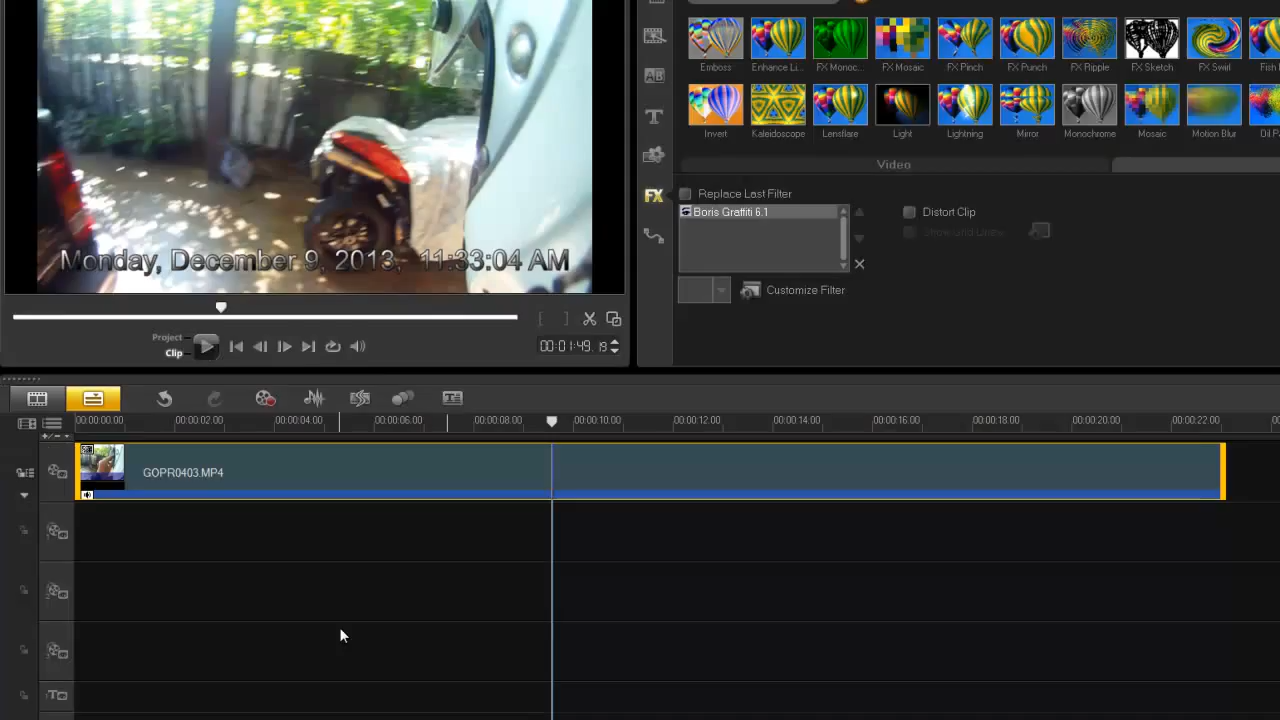 Emboss Enhance Li... FX Monoc... FX Mosaic FX Pinch FX Punch FX Ripple FX Sketch FX Swirl
AB
T
Invert Kaleidoscope Lensflare Light Lightning Mirror Monochrome Mosaic Motion Blur
Video
FX
Replace Last Filter
Boris Graffiti 6.1
Distort Clip
Show Grid Lines
Customize Filter
Monday, December 9, 2013, 11:33:04 AM
Project
Clip
00:01:49. 19
00:00:00.00 00:00:02.00 00:00:04.00 00:00:06.00 00:00:08.00 00:00:10.00 00:00:12.00 00:00:14.00 00:00:16.00 00:00:18.00 00:00:20.00 00:00:22.00
GOPR0403.MP4